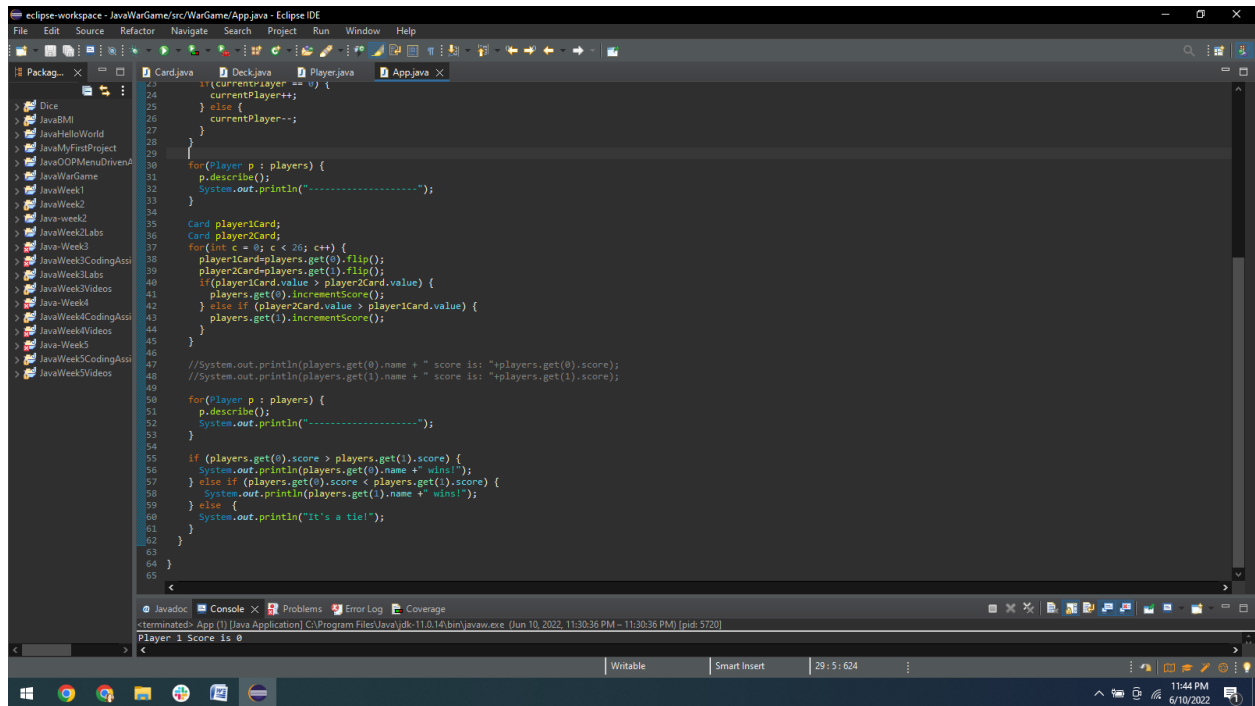 eclipse-workspace - JavaWarGame/src/WarGame/App.java - Eclipse IDE
File Edit Source Refactor Navigate Search Project Run Window Help
Packag...
Card.java Deck.java Player.java App.java
Dice
JavaBMI
JavaHelloWorld
JavaMyFirstProject
JavaOOPMenuDrivenA
JavaWarGame
JavaWeek1
JavaWeek2
Java-week2
JavaWeek2Labs
Java-Week3
JavaWeek3CodingAssi
JavaWeek3Labs
JavaWeek3Videos
Java-Week4
JavaWeek4CodingAssi
JavaWeek4Videos
Java-Week5
JavaWeek5CodingAssi
JavaWeek5Videos
23 if(currentPlayer == 0) {
24 currentPlayer++;
25 } else {
26 currentPlayer--;
27 }
28 }
29
30 for(Player p : players) {
31 p.describe();
32 System.out.println("--------------------");
33 }
34
35 Card player1Card;
36 Card player2Card;
37 for(int c = 0; c < 26; c++) {
38 player1Card=players.get(0).flip();
39 player2Card=players.get(1).flip();
40 if(player1Card.value > player2Card.value) {
41 players.get(0).incrementScore();
42 } else if (player2Card.value > player1Card.value) {
43 players.get(1).incrementScore();
44 }
45 }
46
47 //System.out.println(players.get(0).name + " score is: "+players.get(0).score);
48 //System.out.println(players.get(1).name + " score is: "+players.get(1).score);
49
50 for(Player p : players) {
51 p.describe();
52 System.out.println("--------------------");
53 }
54
55 if (players.get(0).score > players.get(1).score) {
56 System.out.println(players.get(0).name +" wins!");
57 } else if (players.get(0).score < players.get(1).score) {
58 System.out.println(players.get(1).name +" wins!");
59 } else {
60 System.out.println("It's a tie!");
61 }
62 }
63
64 }
65
Javadoc Console Problems Error Log Coverage
<terminated> App (1) [Java Application] C:\Program Files\Java\jdk-11.0.14\bin\javaw.exe (Jun 10, 2022, 11:30:36 PM – 11:30:36 PM) [pid: 5720]
Player 1 Score is 0
Writable Smart Insert 29 : 5 : 624
11:44 PM
6/10/2022